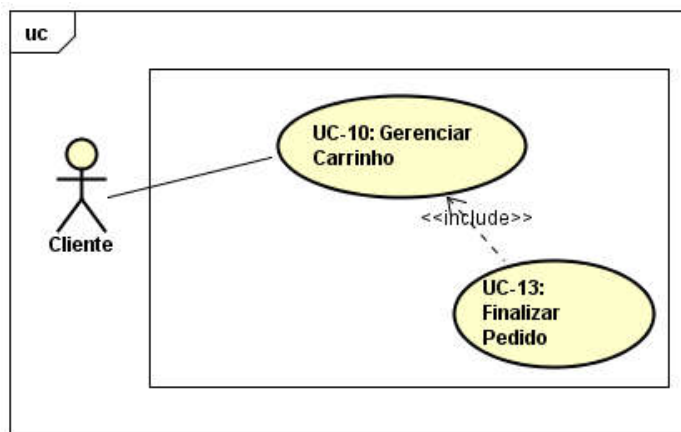 uc
UC-10: Gerenciar
Carrinho
Cliente
<<include>>
UC-13:
Finalizar
Pedido